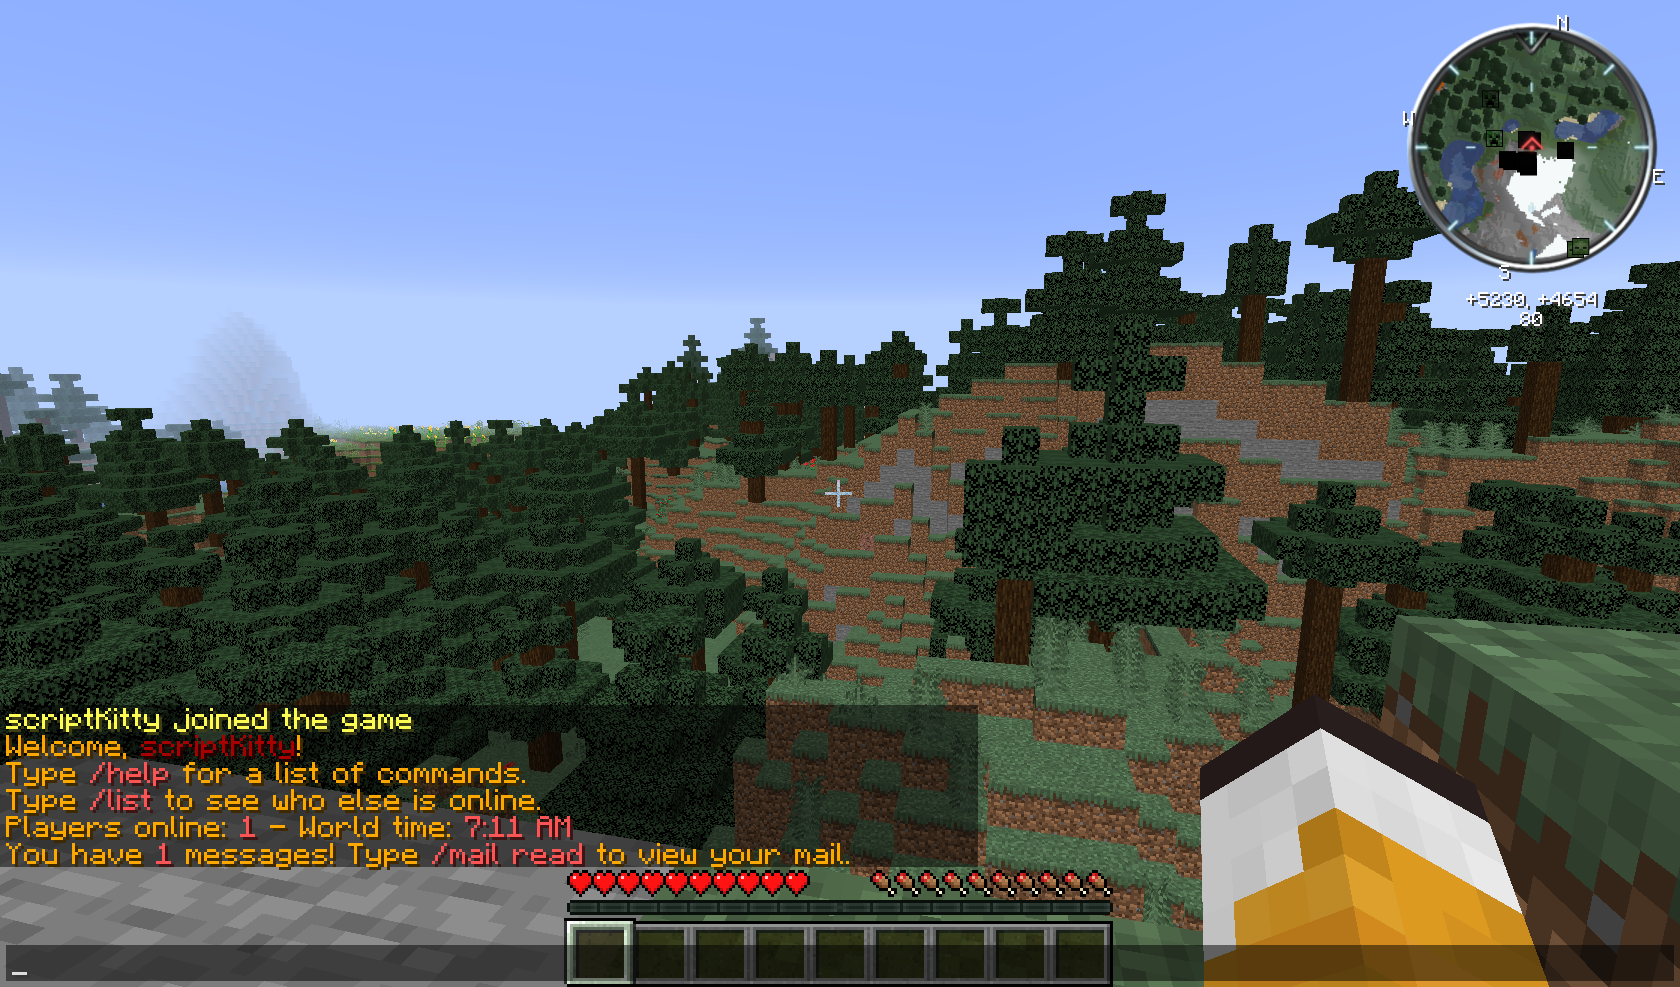 N
W
E
S
+5230, +4654
80
scriptKitty joined the game
Welcome, scriptKitty!
Type /help for a list of commands.
Type /list to see who else is online.
Players online: 1 – World time: 7:11 AM
You have 1 messages! Type /mail read to view your mail.
_